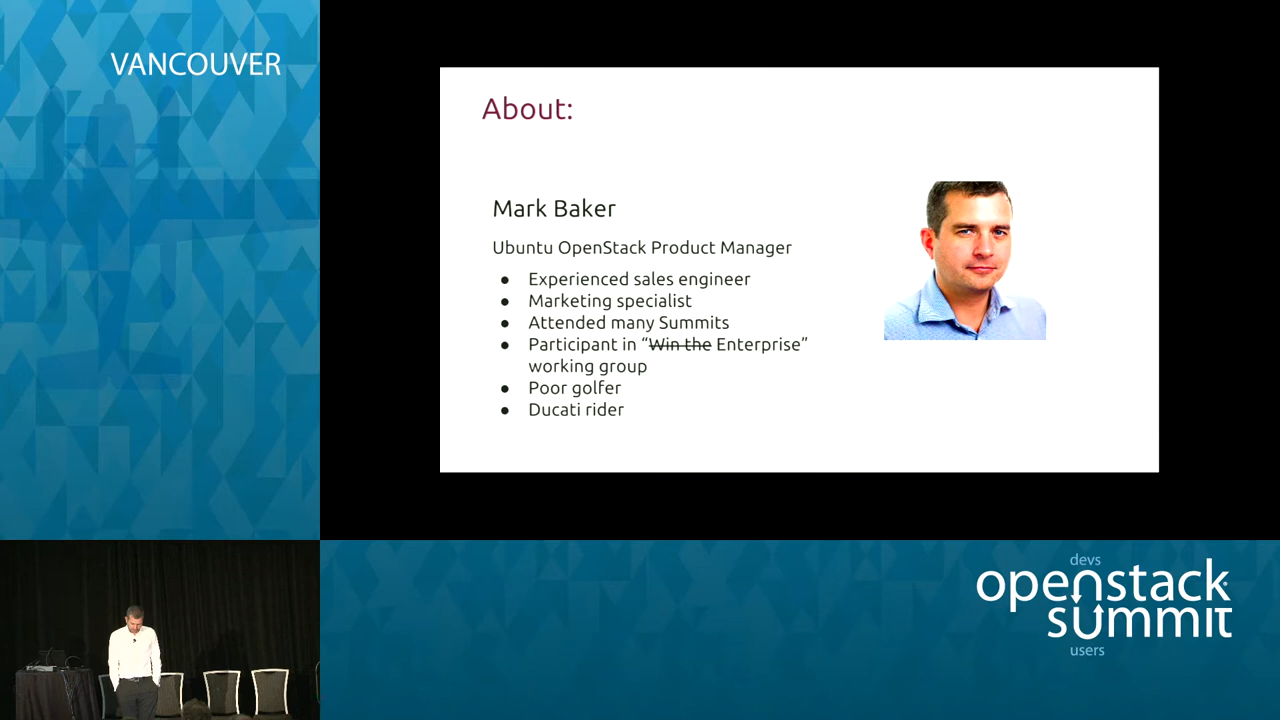 VANCOUVER
About:
Mark Baker
Ubuntu OpenStack Product Manager
● Experienced sales engineer
● Marketing specialist
● Attended many Summits
● Participant in “Win the Enterprise”
working group
● Poor golfer
● Ducati rider
devs
openstack
summit
users